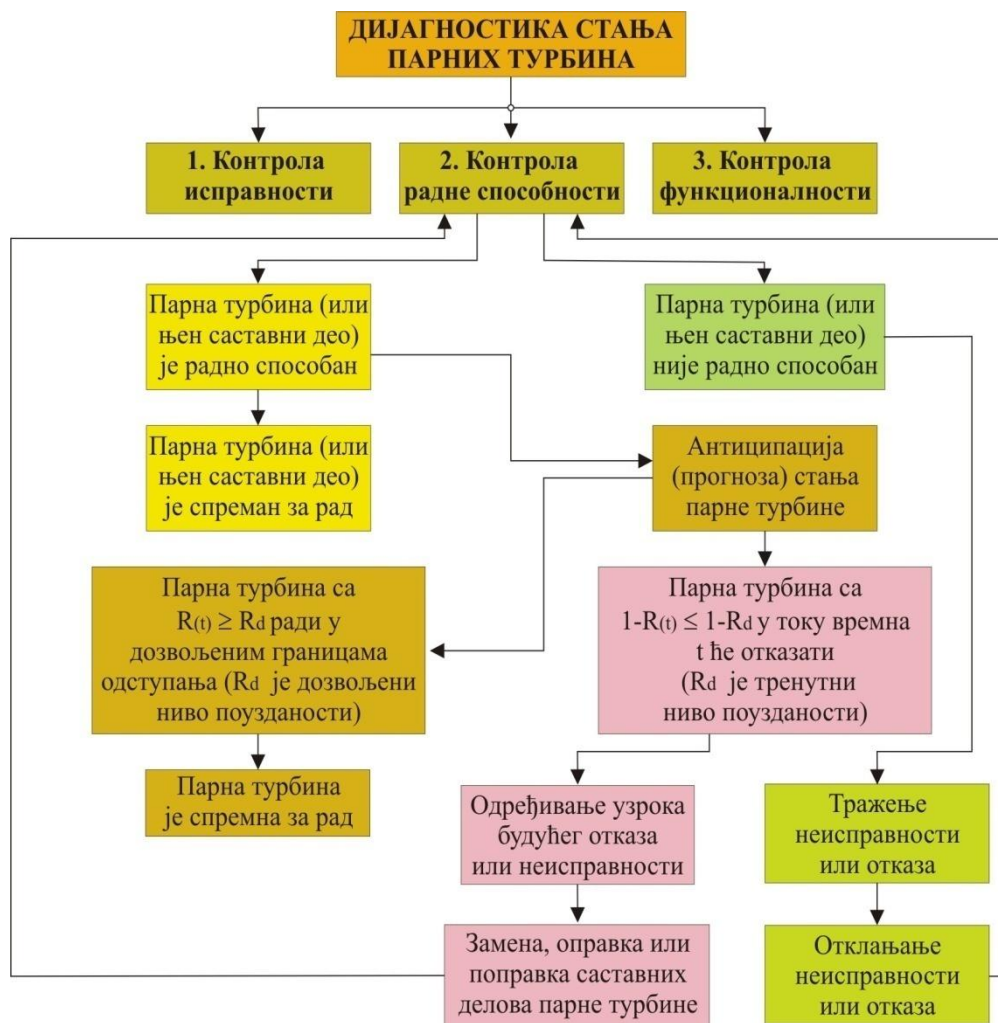 ДИЈАГНОСТИКА СТАЊА
ПАРНИХ ТУРБИНА
1. Контрола
исправности
2. Контрола
радне способности
3. Контрола
функционалности
Парна турбина (или
њен саставни део)
је радно способан
Парна турбина (или
њен саставни део)
није радно способан
Парна турбина (или
њен саставни део)
је спреман за рад
Антиципација
(прогноза) стања
парне турбине
Парна турбина са
R(t) ≥ Rd ради у
дозвољеним границама
одступања (Rd је дозвољени
ниво поузданости)
Парна турбина са
1-R(t) ≤ 1-Rd у току времна
t ће отказати
(Rd је тренутни
ниво поузданости)
Парна турбина
је спремна за рад
Одређивање узрока
будућег отказа
или неисправности
Тражење
неисправности
или отказа
Замена, оправка или
поправка саставних
делова парне турбине
Отклањање
неисправности
или отказа